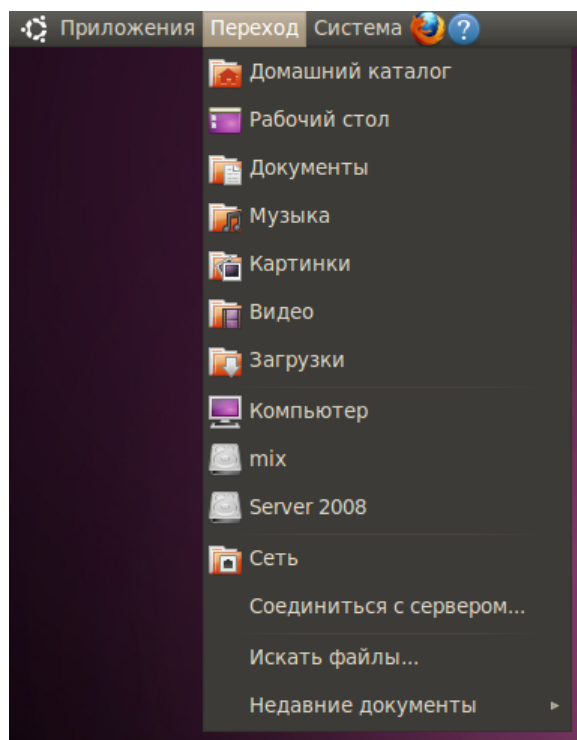 Приложения Переход Система
Домашний каталог
Рабочий стол
Документы
Музыка
Картинки
Видео
Загрузки
Компьютер
mix
Server 2008
Сеть
Соединиться с сервером...
Искать файлы...
Недавние документы